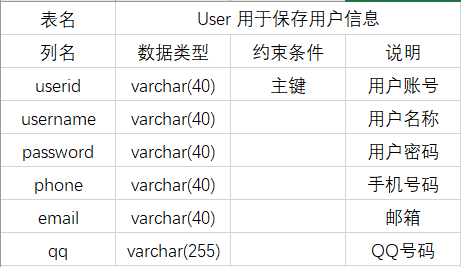 表名 User 用于保存用户信息
列名 数据类型 约束条件 说明
userid varchar(40) 主键 用户账号
username varchar(40) 用户名称
password varchar(40) 用户密码
phone varchar(40) 手机号码
email varchar(40) 邮箱
qq varchar(255) QQ号码